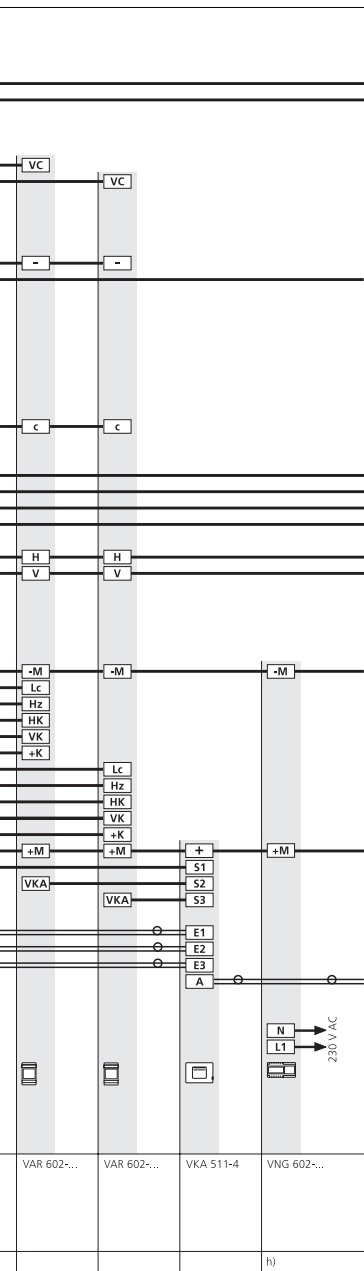 VC
VC
- -
c c
H H
V V
-M -M -M
Lc
Hz
HK
VK
+K
Lc
Hz
HK
VK
+K
+M +M + +M
S1
VKA S2
VKA S3
E1
E2
E3
A
N
L1
230 V AC
VAR 602-... VAR 602-... VKA 511-4 VNG 602-...
h)